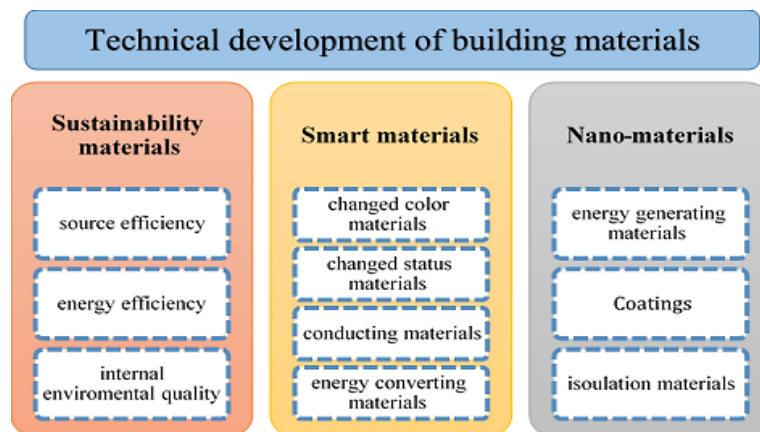 Technical development of building materials
Sustainability
materials
source efficiency
energy efficiency
internal
enviromental quality
Smart materials
changed color
materials
changed status
materials
conducting materials
energy converting
materials
Nano-materials
energy generating
materials
Coatings
isoulation materials